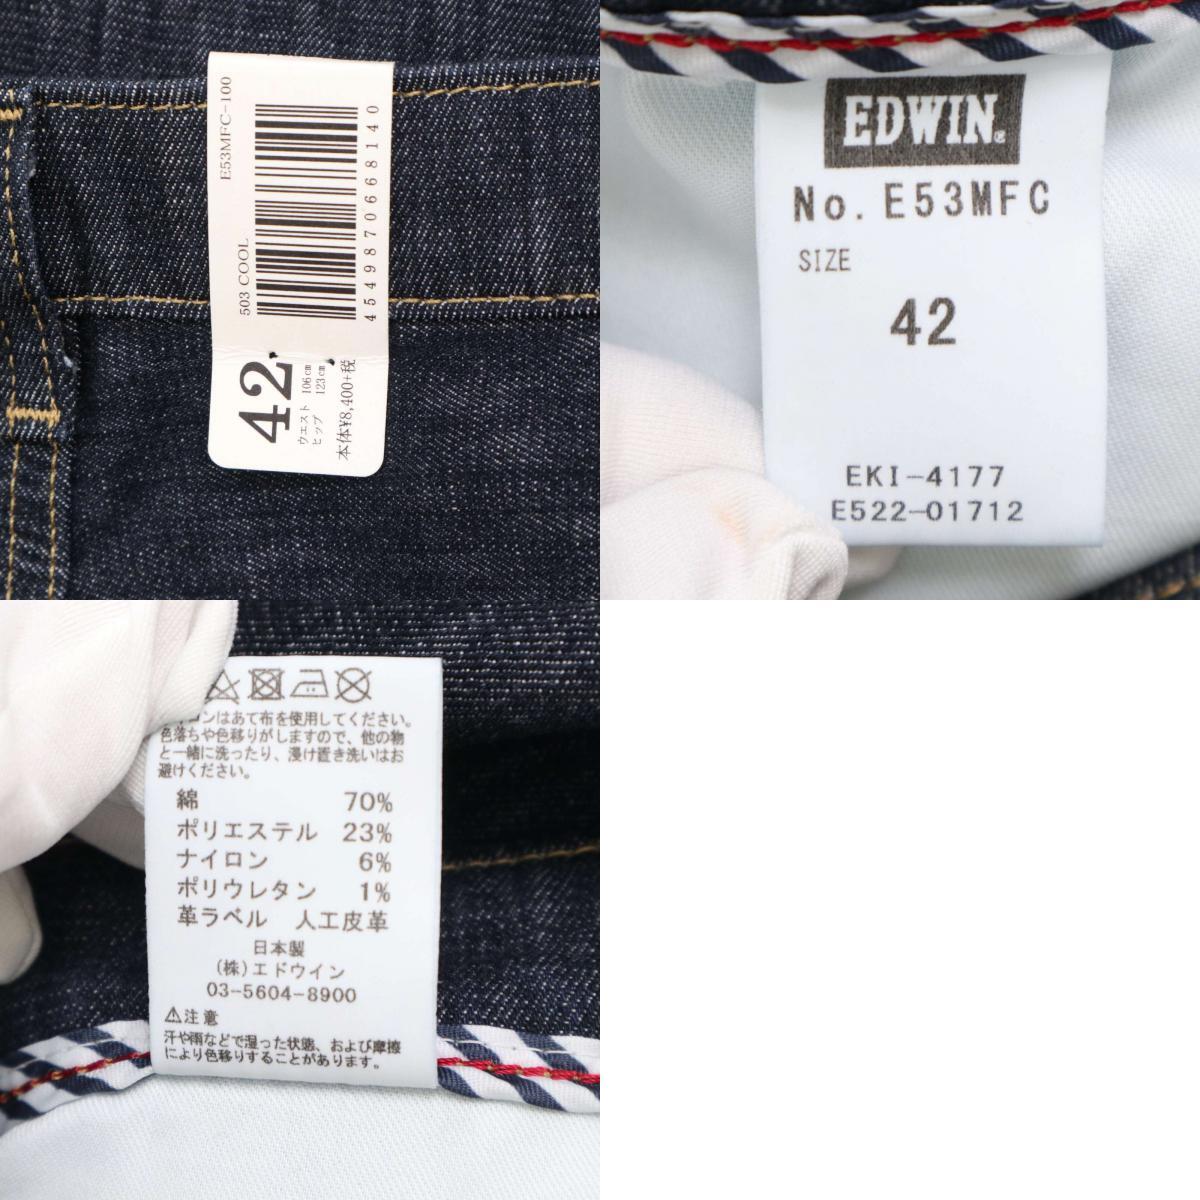 E53MFC-100
503 COOL
4549870668140
42
ウエスト 106cm
ヒップ 123cm
本体¥8,400+税
EDWIN®
No. E53MFC
SIZE
42
EKI-4177
E522-01712
ンはあて布を使用してください。
色落ちや色移りがしますので、他の物
と一緒に洗ったり、浸け置き洗いはお
避けください。
綿 70%
ポリエステル 23%
ナイロン 6%
ポリウレタン 1%
革ラベル 人工皮革
日本製
(株)エドウイン
03-5604-8900
⚠注意
汗や雨などで湿った状態、および摩擦
により色移りすることがあります。